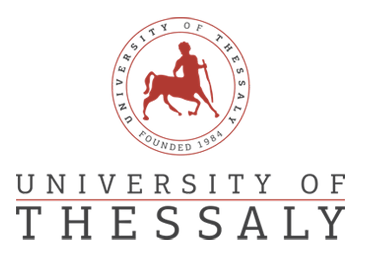 UNIVERSITY OF THESSALY
FOUNDED 1984
UNIVERSITY OF
THESSALY